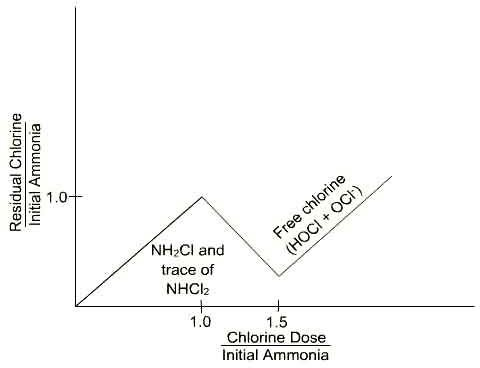 Residual Chlorine
Initial Ammonia
1.0
NH₂Cl and
trace of
NHCl₂
Free chlorine
(HOCl + OCl⁻)
1.0
1.5
Chlorine Dose
Initial Ammonia